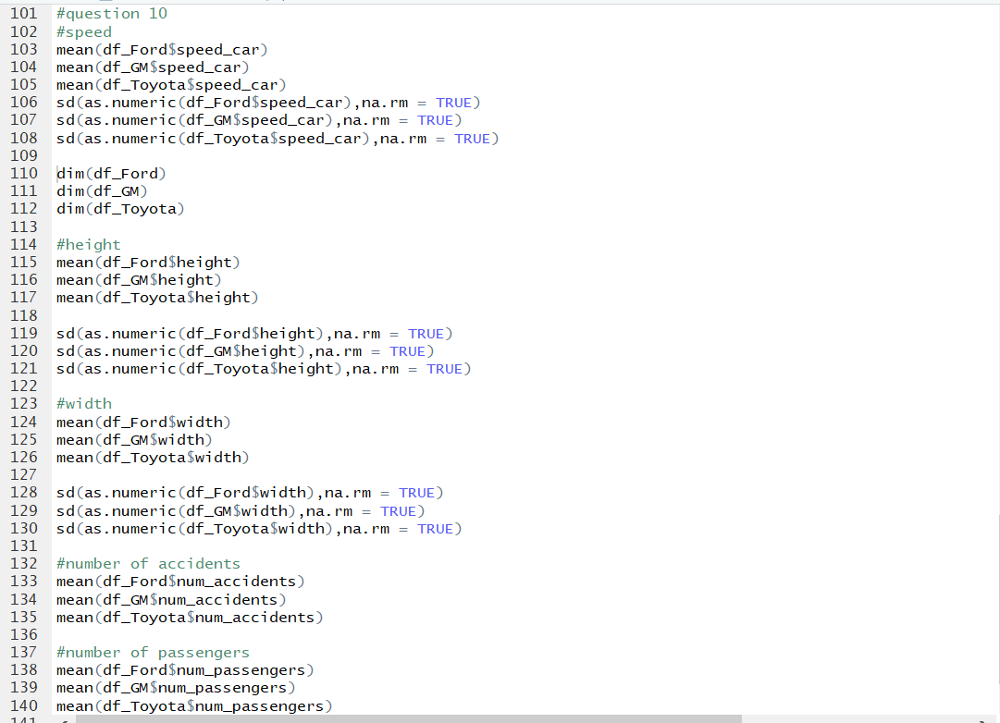 101 #question 10
102 #speed
103 mean(df_Ford$speed_car)
104 mean(df_GM$speed_car)
105 mean(df_Toyota$speed_car)
106 sd(as.numeric(df_Ford$speed_car),na.rm = TRUE)
107 sd(as.numeric(df_GM$speed_car),na.rm = TRUE)
108 sd(as.numeric(df_Toyota$speed_car),na.rm = TRUE)
109
110 dim(df_Ford)
111 dim(df_GM)
112 dim(df_Toyota)
113
114 #height
115 mean(df_Ford$height)
116 mean(df_GM$height)
117 mean(df_Toyota$height)
118
119 sd(as.numeric(df_Ford$height),na.rm = TRUE)
120 sd(as.numeric(df_GM$height),na.rm = TRUE)
121 sd(as.numeric(df_Toyota$height),na.rm = TRUE)
122
123 #width
124 mean(df_Ford$width)
125 mean(df_GM$width)
126 mean(df_Toyota$width)
127
128 sd(as.numeric(df_Ford$width),na.rm = TRUE)
129 sd(as.numeric(df_GM$width),na.rm = TRUE)
130 sd(as.numeric(df_Toyota$width),na.rm = TRUE)
131
132 #number of accidents
133 mean(df_Ford$num_accidents)
134 mean(df_GM$num_accidents)
135 mean(df_Toyota$num_accidents)
136
137 #number of passengers
138 mean(df_Ford$num_passengers)
139 mean(df_GM$num_passengers)
140 mean(df_Toyota$num_passengers)
141